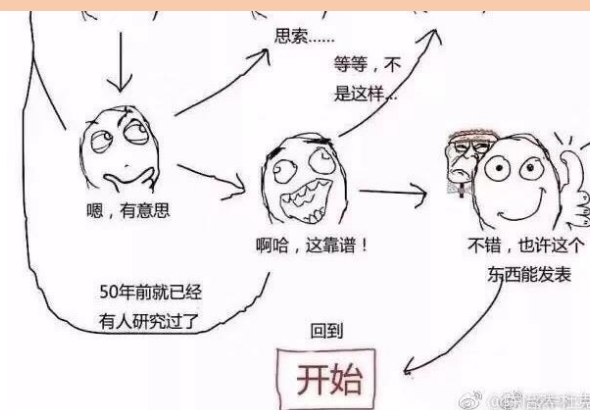 思索......
等等，不
是这样...
嗯，有意思
啊哈，这靠谱！
不错，也许这个
东西能发表
50年前就已经
有人研究过了
回到
开始